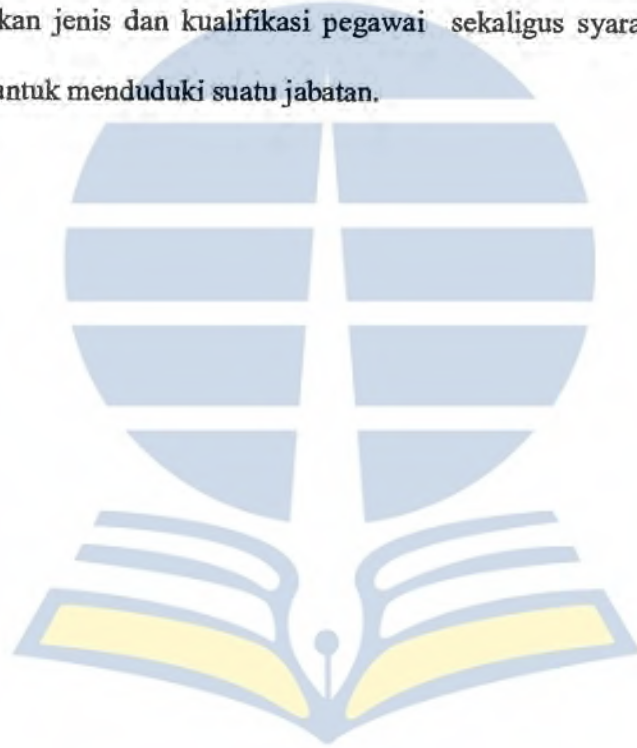 kan jenis dan kualifikasi pegawai sekaligus syara
untuk menduduki suatu jabatan.